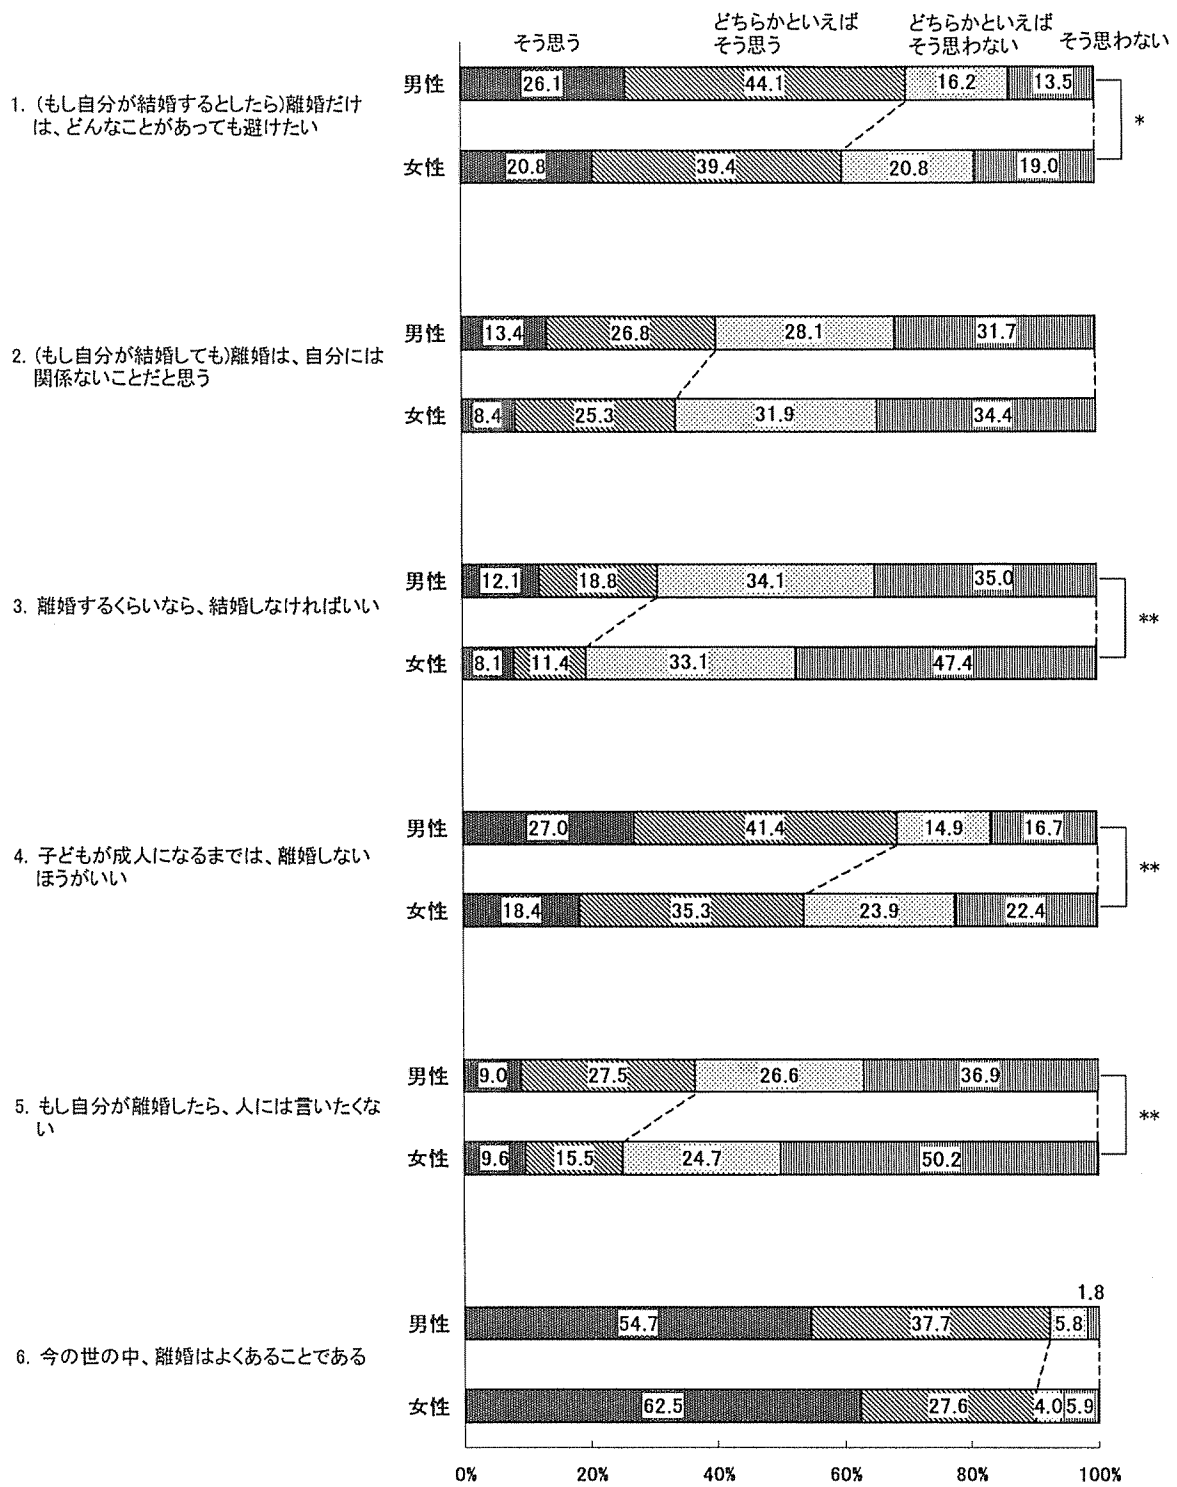 そう思う
どちらかといえば
そう思う
どちらかといえば
そう思わない
そう思わない
1. (もし自分が結婚するとしたら)離婚だけ
は、どんなことがあっても避けたい
男性 26.1 44.1 16.2 13.5
*
女性 20.8 39.4 20.8 19.0
2. (もし自分が結婚しても)離婚は、自分には
関係ないことだと思う
男性 13.4 26.8 28.1 31.7
女性 8.4 25.3 31.9 34.4
3. 離婚するくらいなら、結婚しなければいい
男性 12.1 18.8 34.1 35.0
**
女性 8.1 11.4 33.1 47.4
4. 子どもが成人になるまでは、離婚しない
ほうがいい
男性 27.0 41.4 14.9 16.7
**
女性 18.4 35.3 23.9 22.4
5. もし自分が離婚したら、人には言いたくな
い
男性 9.0 27.5 26.6 36.9
**
女性 9.6 15.5 24.7 50.2
6. 今の世の中、離婚はよくあることである
1.8
男性 54.7 37.7 5.8
女性 62.5 27.6 4.0 5.9
0% 20% 40% 60% 80% 100%